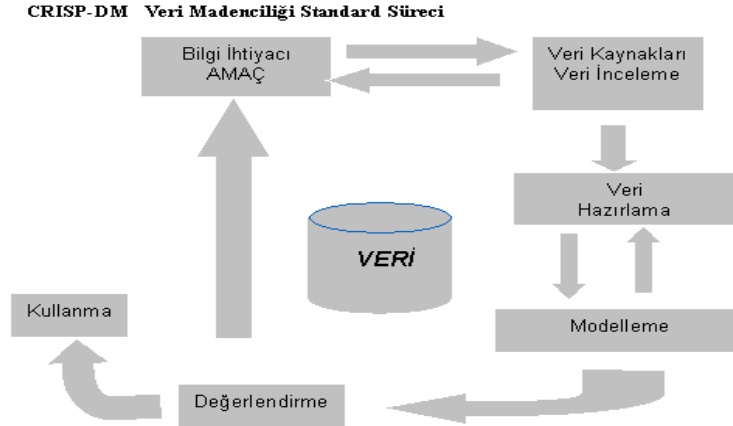 CRISP-DM Veri Madenciliği Standard Süreci
Bilgi İhtiyacı
AMAÇ
Veri Kaynakları
Veri İnceleme
Veri
Hazırlama
VERİ
Kullanma
Modelleme
Değerlendirme